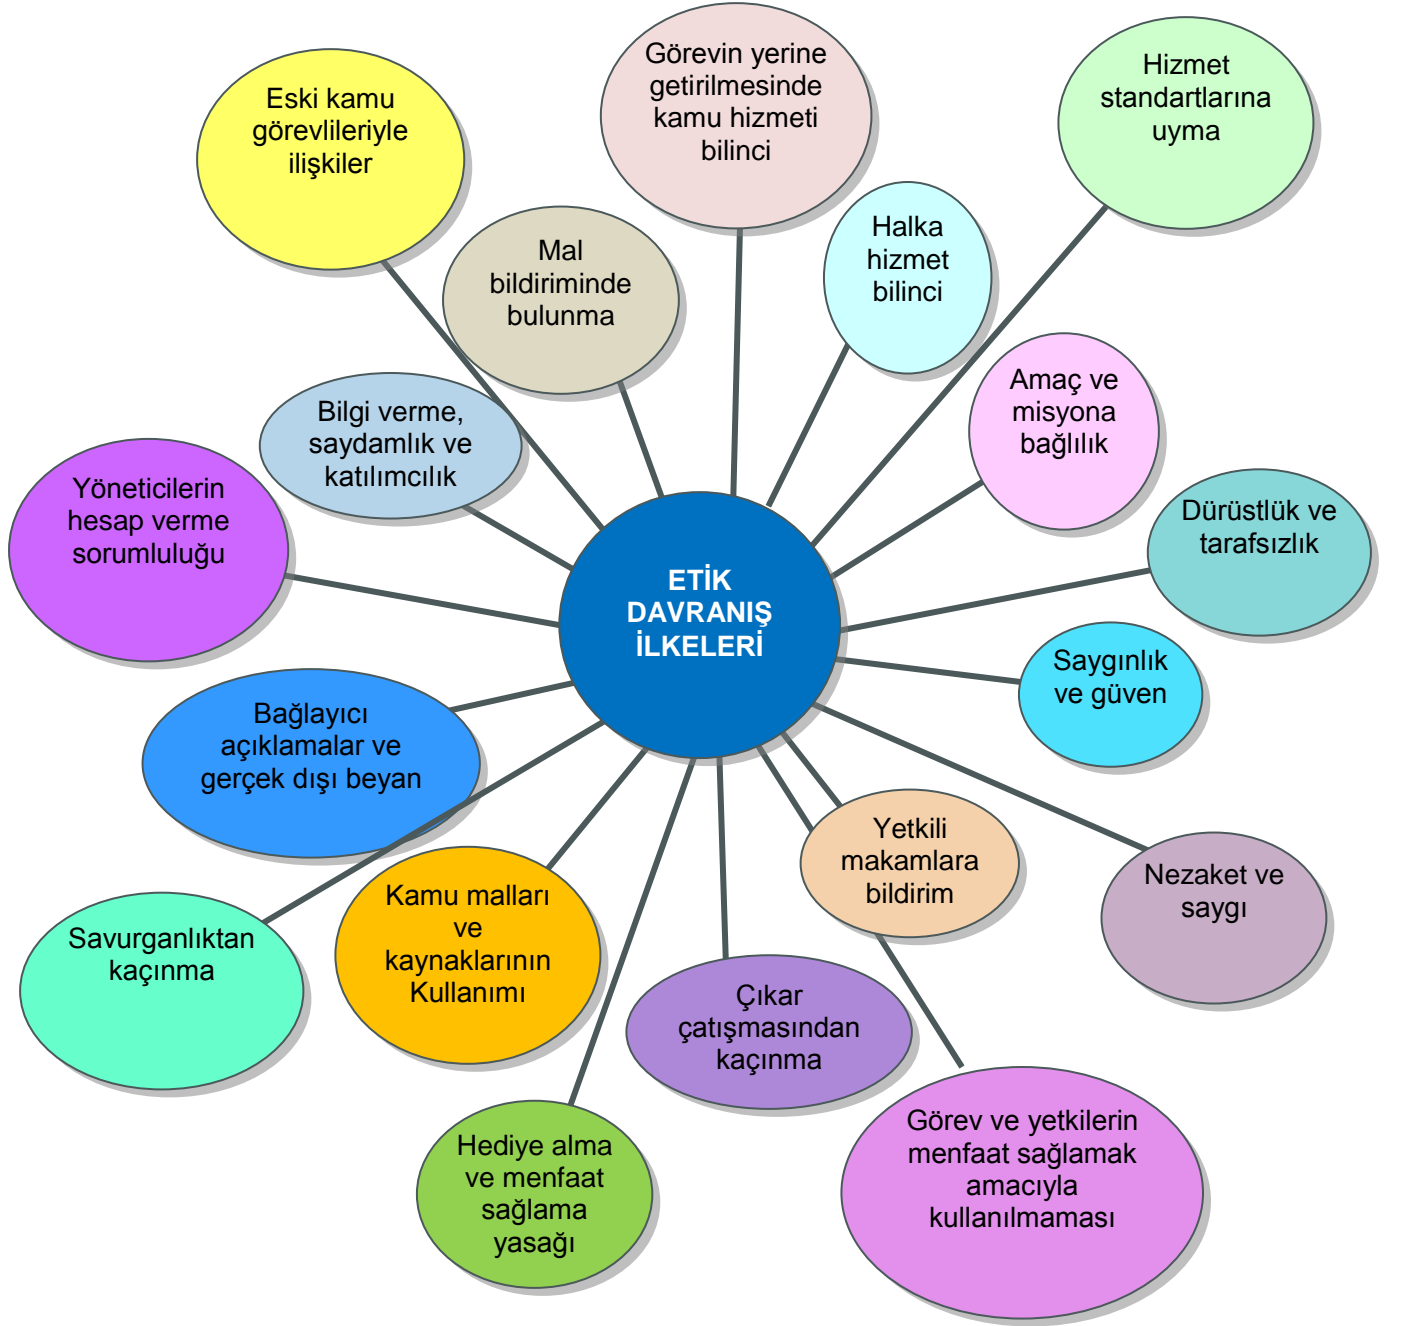 Görevin yerine
getirilmesinde
kamu hizmeti
bilinci
Hizmet
standartlarına
uyma
Eski kamu
görevlileriyle
ilişkiler
Halka
hizmet
bilinci
Mal
bildiriminde
bulunma
Amaç ve
misyona
bağlılık
Bilgi verme,
saydamlık ve
katılımcılık
Yöneticilerin
hesap verme
sorumluluğu
Dürüstlük ve
tarafsızlık
ETİK
DAVRANIŞ
İLKELERİ
Saygınlık
ve güven
Bağlayıcı
açıklamalar ve
gerçek dışı beyan
Yetkili
makamlara
bildirim
Nezaket ve
saygı
Kamu malları
ve
kaynaklarının
Kullanımı
Savurganlıktan
kaçınma
Çıkar
çatışmasından
kaçınma
Hediye alma
ve menfaat
sağlama
yasağı
Görev ve yetkilerin
menfaat sağlamak
amacıyla
kullanılmaması